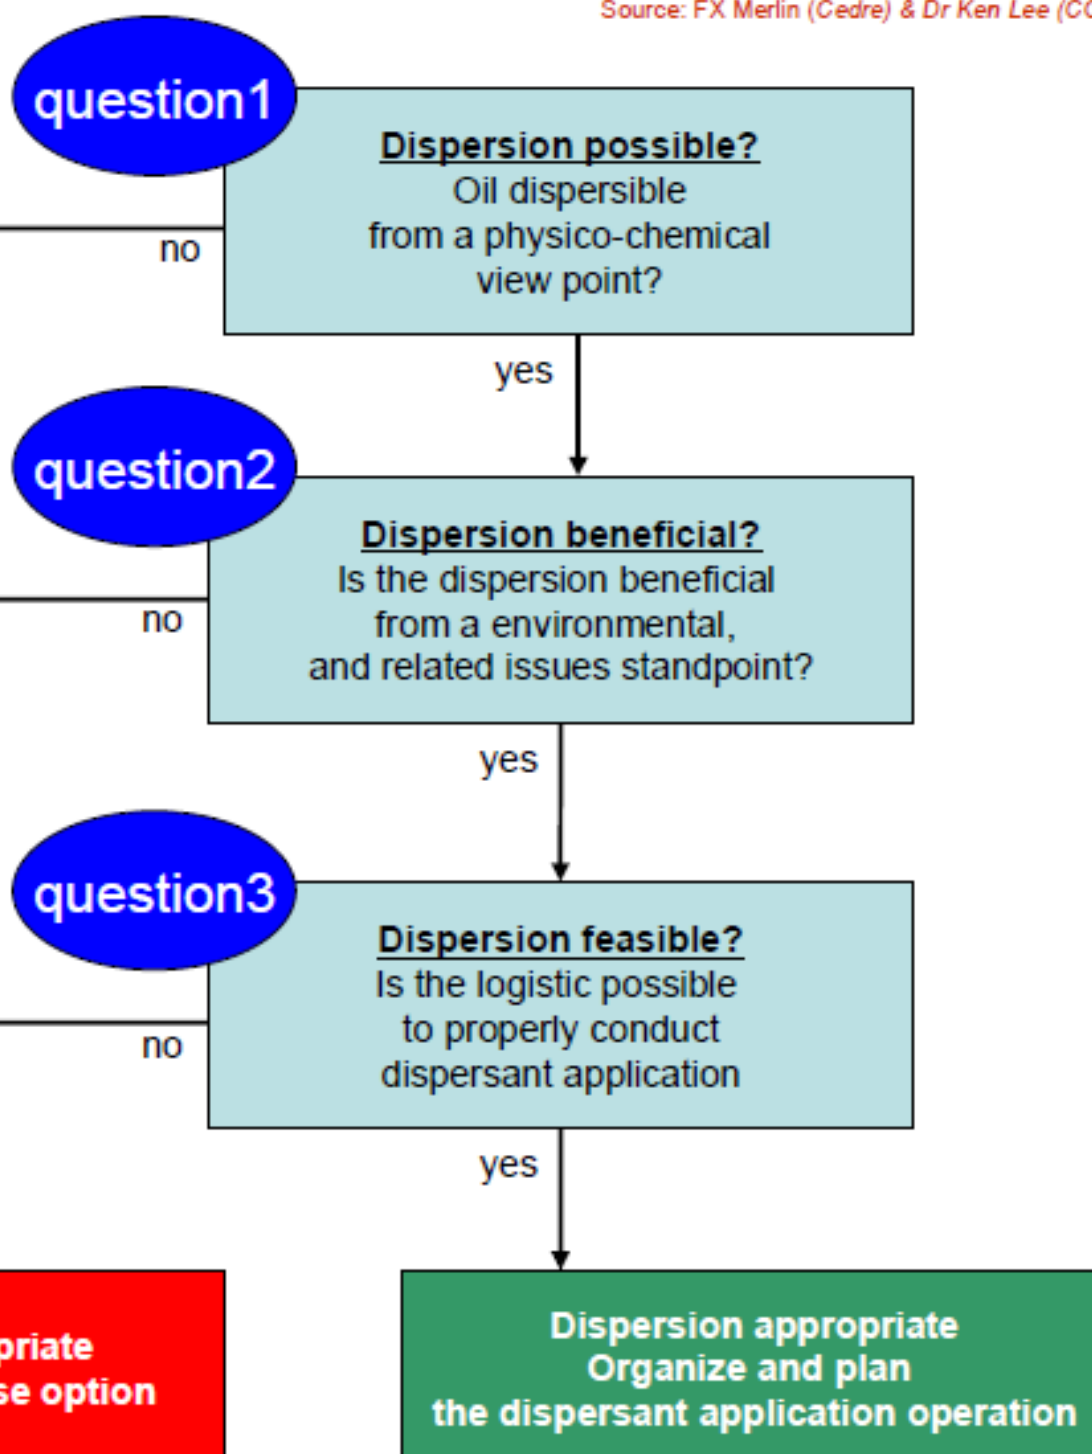 Source: FX Merlin (Cedre) & Dr Ken Lee
question1
Dispersion possible?
Oil dispersible
from a physico-chemical
view point?
no
yes
question2
Dispersion beneficial?
Is the dispersion beneficial
from a environmental,
and related issues standpoint?
no
yes
question3
Dispersion feasible?
Is the logistic possible
to properly conduct
dispersant application
no
yes
priate
se option
Dispersion appropriate
Organize and plan
the dispersant application operation